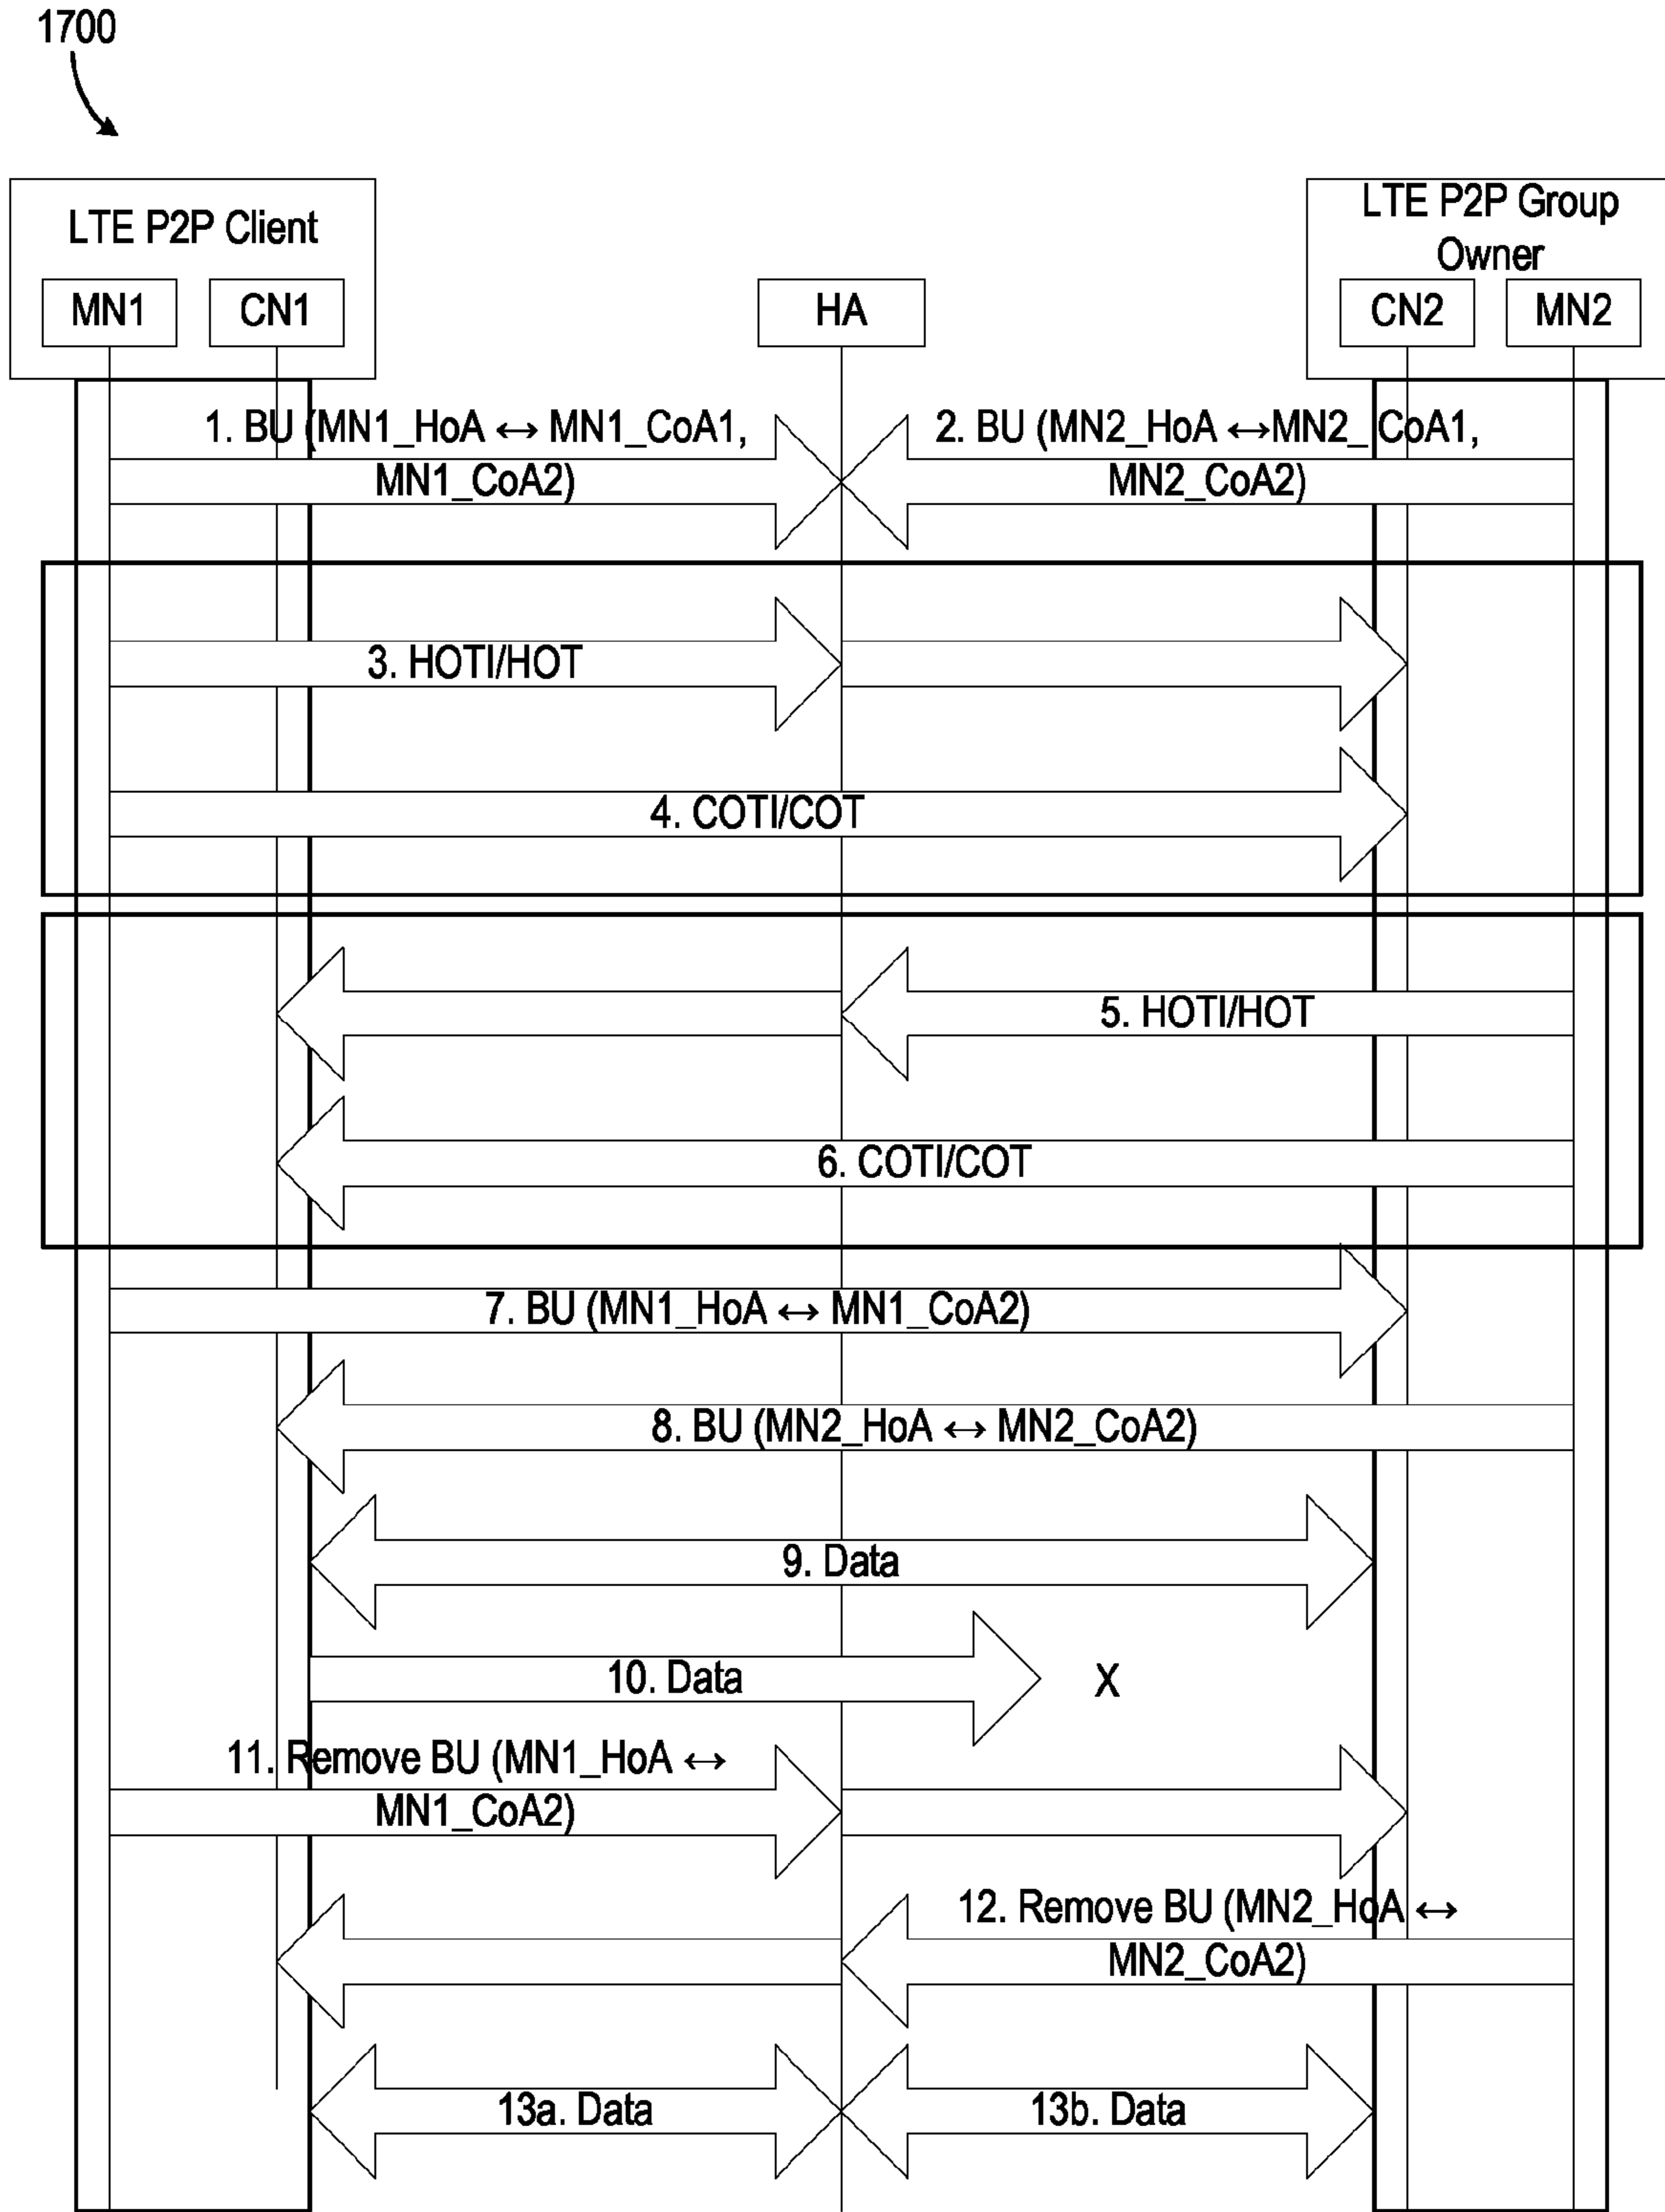 1700
LTE P2P Client
LTE P2P Group
Owner
MN1
CN1
HA
CN2
MN2
1. BU (MN1_HoA ↔ MN1_CoA1,
MN1_CoA2)
2. BU (MN2_HoA ↔MN2_ CoA1,
MN2_CoA2)
3. HOTI/HOT
4. COTI/COT
5. HOTI/HOT
6. COTI/COT
7. BU (MN1_HoA ↔ MN1_CoA2)
8. BU (MN2_HoA ↔ MN2_CoA2)
9. Data
10. Data
X
11. Remove BU (MN1_HoA ↔
MN1_CoA2)
12. Remove BU (MN2_HoA ↔
MN2_CoA2)
13a. Data
13b. Data